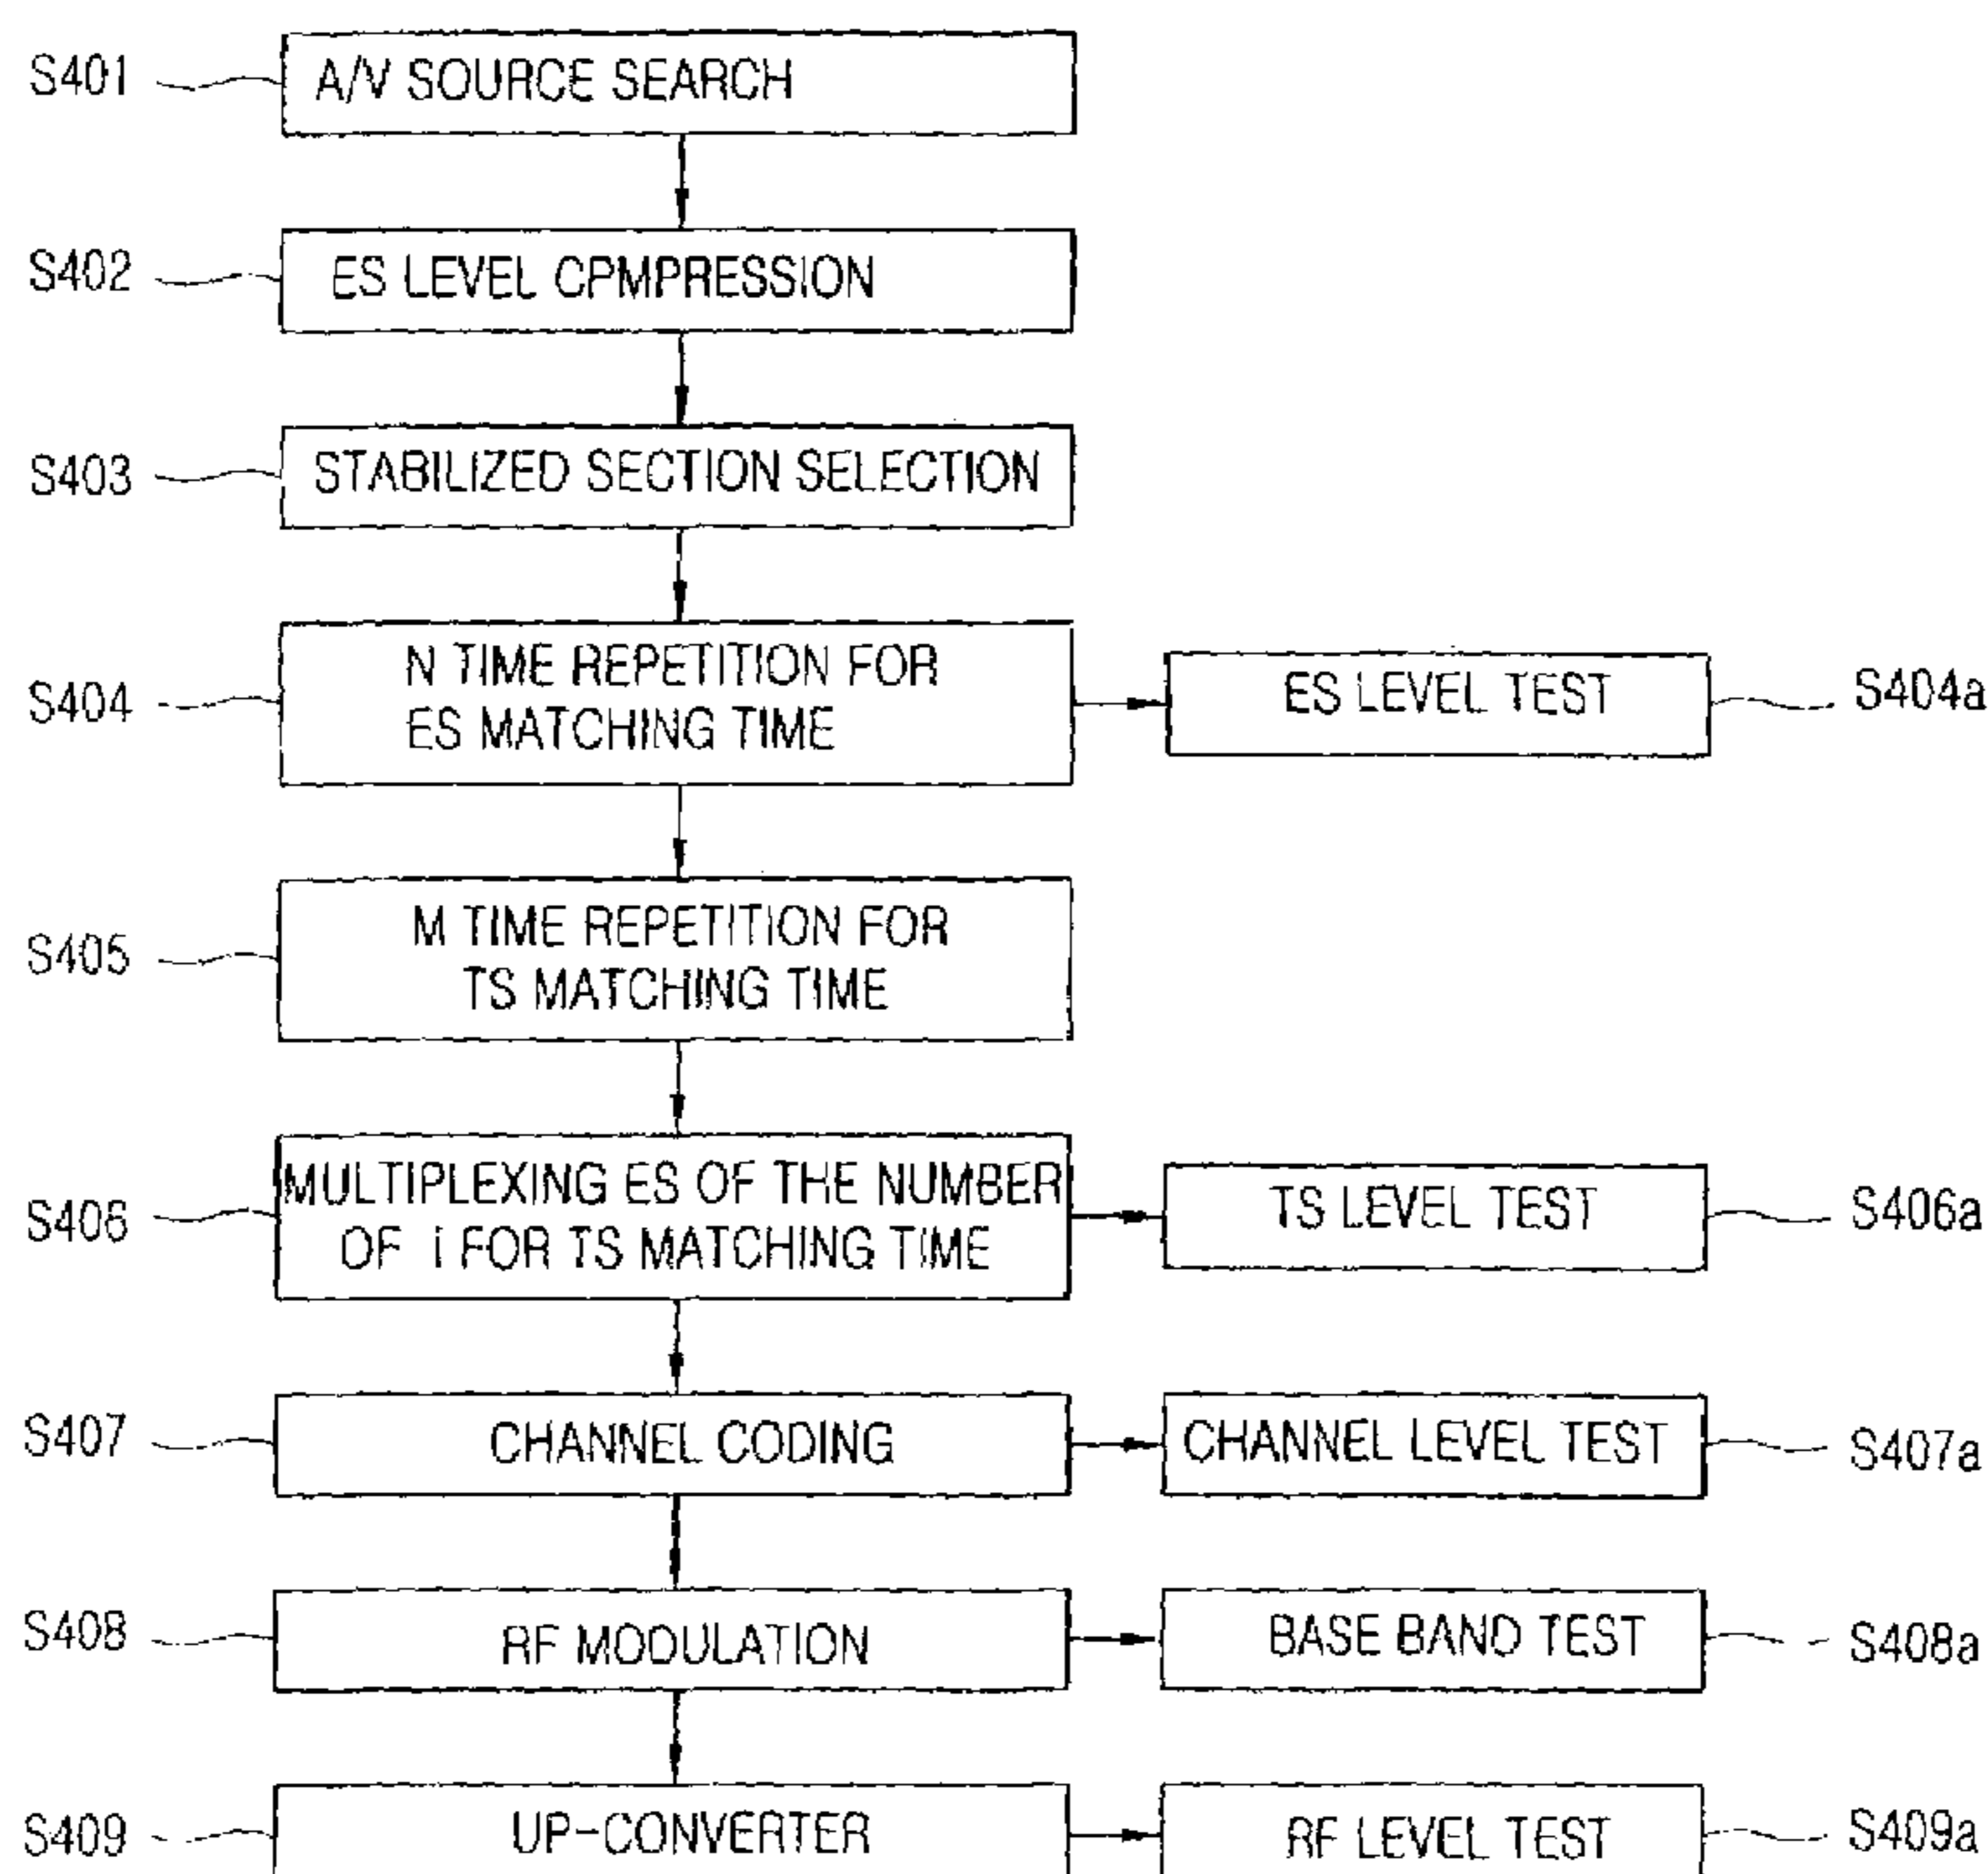 S401
A/V SOURCE SEARCH
S402
ES LEVEL CPMPRESSION
S403
STABILIZED SECTION SELECTION
S404
N TIME REPETITION FOR
ES MATCHING TIME
ES LEVEL TEST
S404a
S405
M TIME REPETITION FOR
TS MATCHING TIME
S406
MULTIPLEXING ES OF THE NUMBER
OF i FOR TS MATCHING TIME
TS LEVEL TEST
S406a
S407
CHANNEL CODING
CHANNEL LEVEL TEST
S407a
S408
RF MODULATION
BASE BAND TEST
S408a
S409
UP-CONVERTER
RF LEVEL TEST
S409a